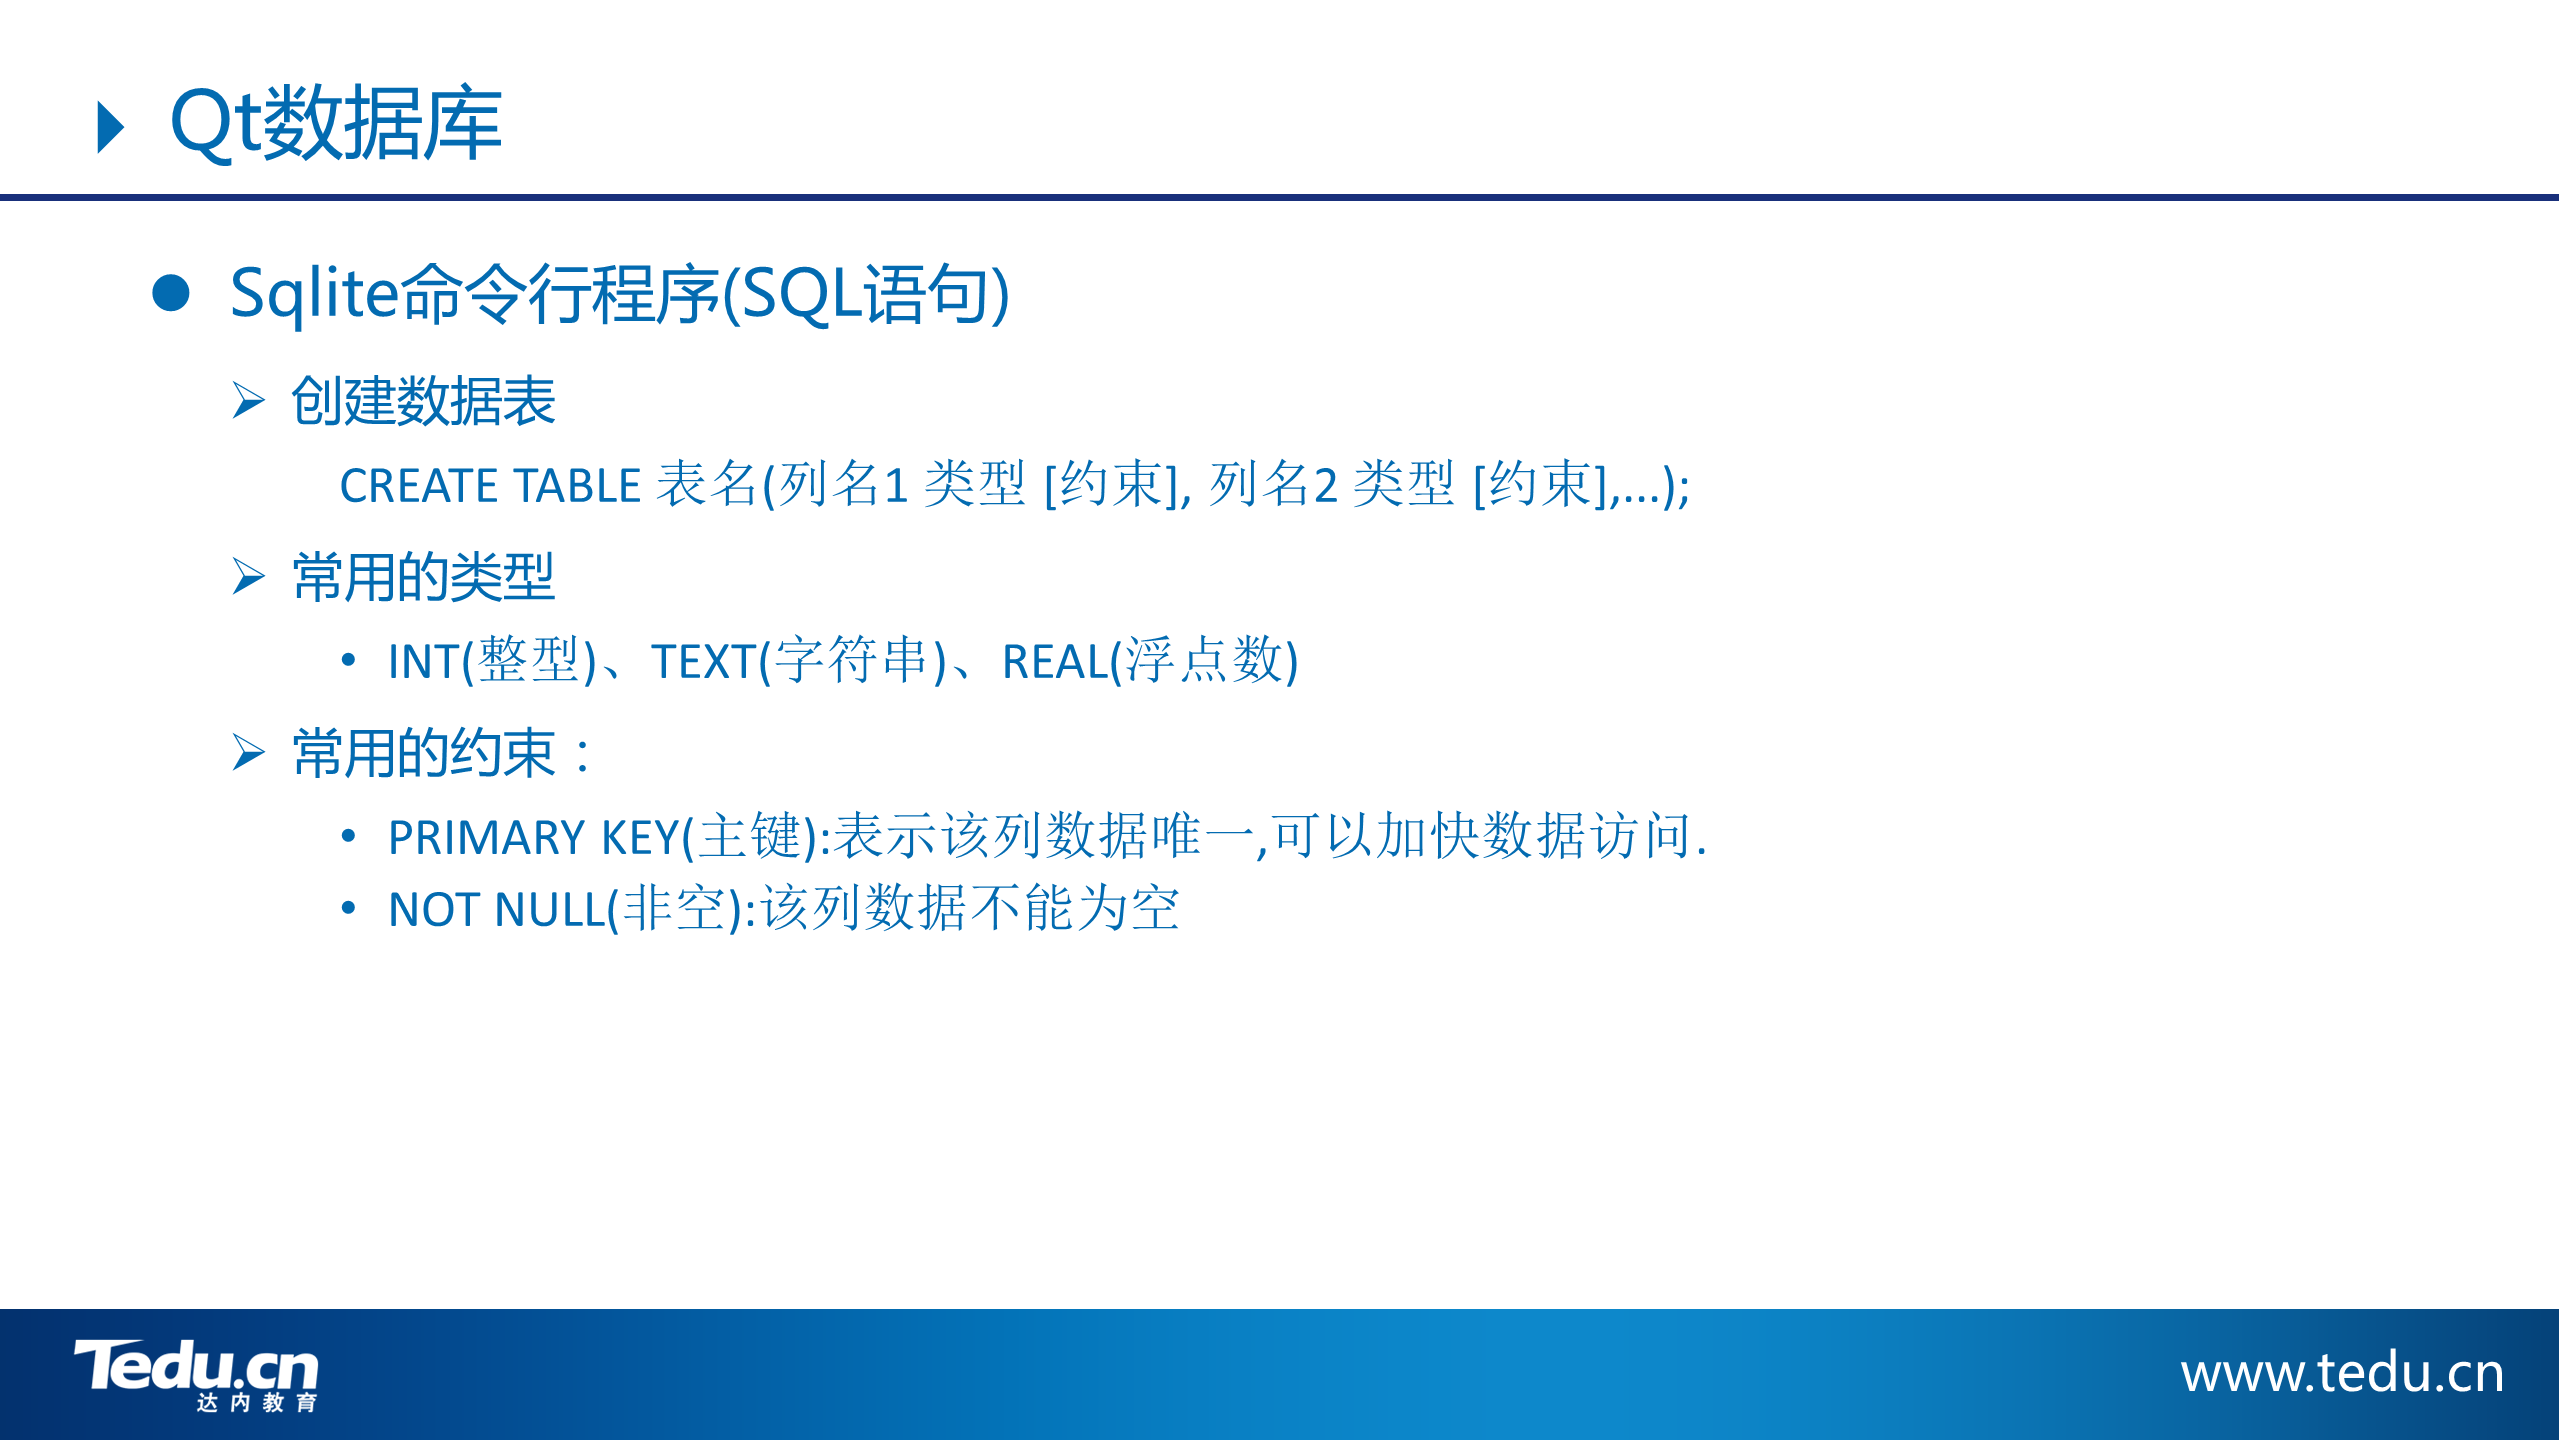 Qt数据库
Sqlite命令行程序(SQL语句)
创建数据表
CREATE TABLE 表名(列名1 类型 [约束], 列名2 类型 [约束],...);
常用的类型
• INT(整型)、TEXT(字符串)、REAL(浮点数)
常用的约束：
• PRIMARY KEY(主键):表示该列数据唯一,可以加快数据访问.
• NOT NULL(非空):该列数据不能为空
Tedu.cn
达内教育
www.tedu.cn